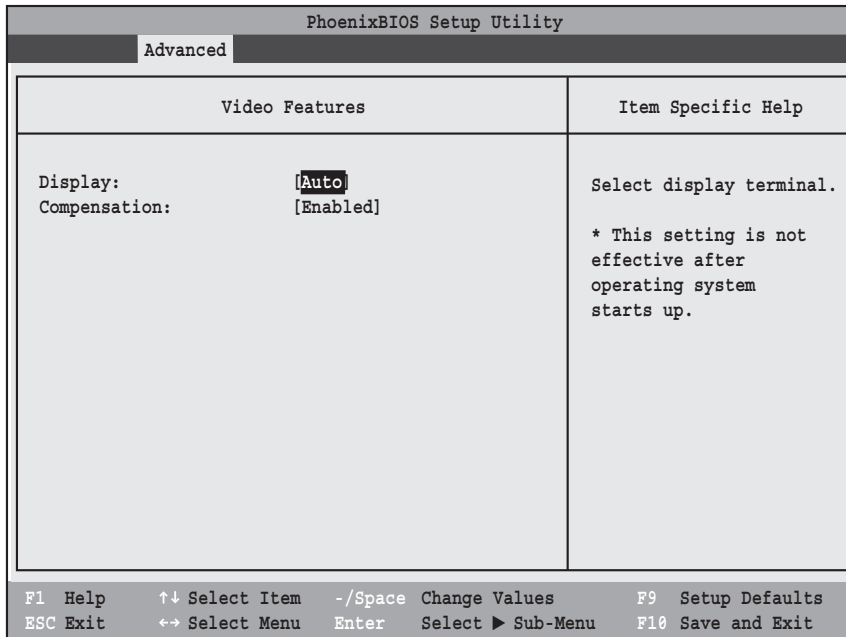 PhoenixBIOS Setup Utility
Advanced
Video Features
Item Specific Help
Display: [Auto]
Compensation: [Enabled]
Select display terminal.
* This setting is not
effective after
operating system
starts up.
F1 Help ↑↓ Select Item -/Space Change Values F9 Setup Defaults
ESC Exit ←→ Select Menu Enter Select ▶ Sub-Menu F10 Save and Exit